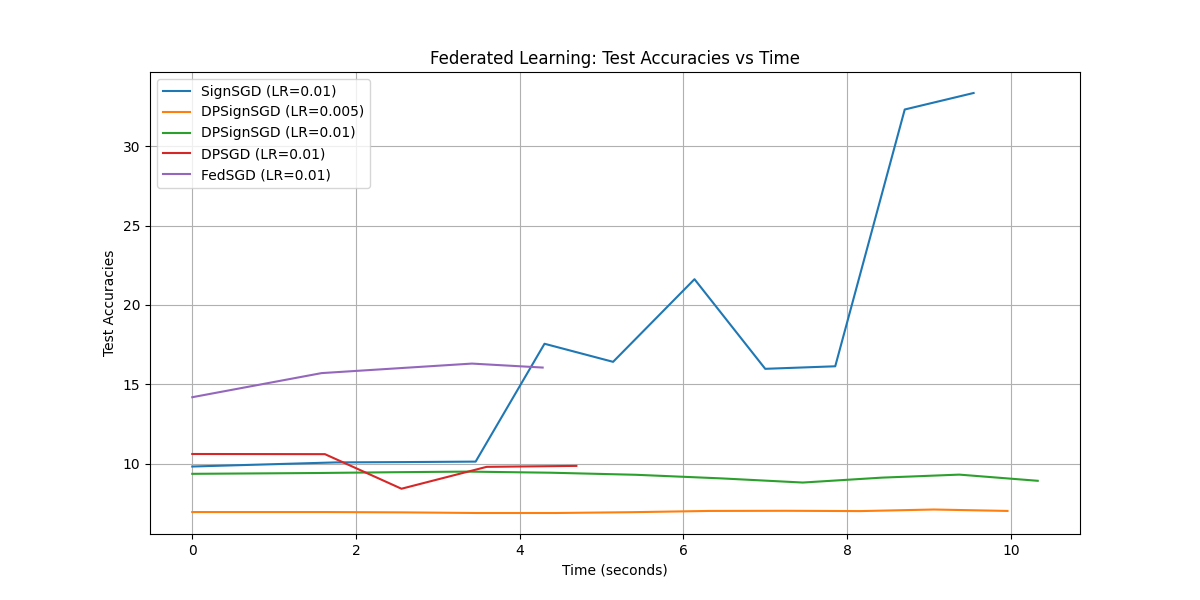 Federated Learning: Test Accuracies vs Time
SignSGD (LR=0.01)
DPSignSGD (LR=0.005)
DPSignSGD (LR=0.01)
DPSGD (LR=0.01)
FedSGD (LR=0.01)
30
25
20
15
10
Test Accuracies
0 2 4 6 8 10
Time (seconds)